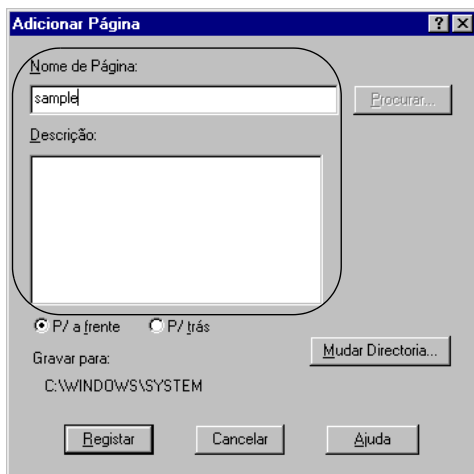 Adicionar Página
Nome de Página:
sample
Procurar...
Descrição:
P/ a frente P/ trás
Mudar Directoria...
Gravar para:
C:\WINDOWS\SYSTEM
Registar Cancelar Ajuda